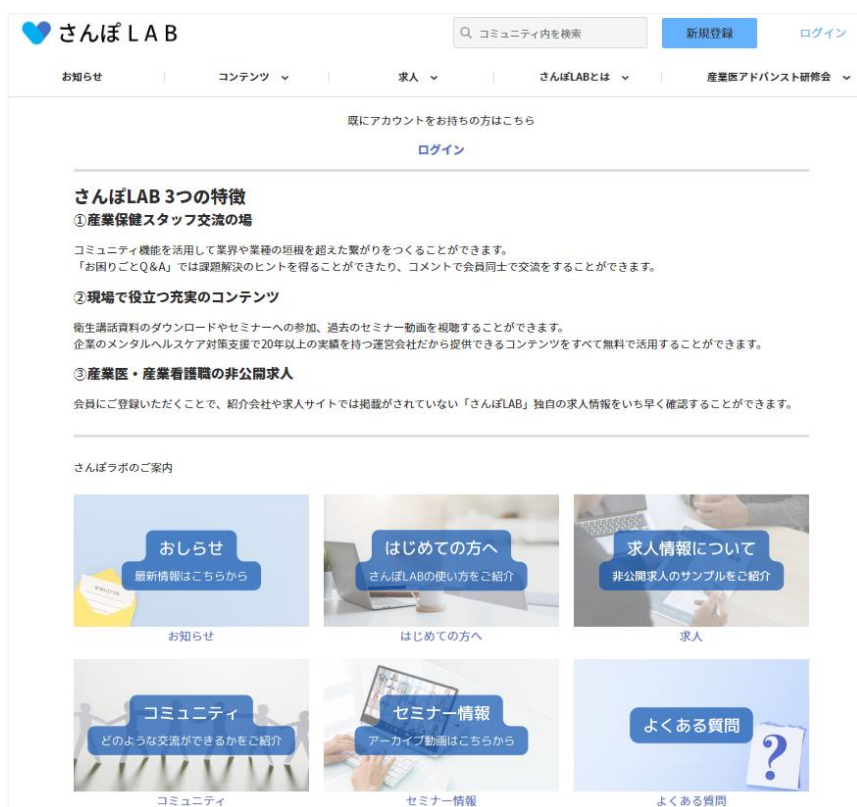 さんぽLAB
コミュニティ内を検索
新規登録
ログイン
お知らせ
コンテンツ
求人
さんぽLABとは
産業医アドバンスト研修会
既にアカウントをお持ちの方はこちら
ログイン
さんぽLAB 3つの特徴
①産業保健スタッフ交流の場
コミュニティ機能を活用して業界や業種の垣根を超えた繋がりをつくることができます。
「お困りごとQ&A」では課題解決のヒントを得ることができたり、コメントで会員同士で交流をすることができます。
②現場で役立つ充実のコンテンツ
衛生講話資料のダウンロードやセミナーへの参加、過去のセミナー動画を視聴することができます。
企業のメンタルヘルスケア対策支援で20年以上の実績を持つ運営会社だから提供できるコンテンツをすべて無料で活用することができます。
③産業医・産業看護職の非公開求人
会員にご登録いただくことで、紹介会社や求人サイトでは掲載がされていない「さんぽLAB」独自の求人情報をいち早く確認することができます。
さんぽラボのご案内
おしらせ
最新情報はこちらから
NEWSLETTER
お知らせ
はじめての方へ
さんぽLABの使い方をご紹介
はじめての方へ
求人情報について
非公開求人のサンプルをご紹介
求人
コミュニティ
どのような交流ができるかをご紹介
コミュニティ
セミナー情報
アーカイブ動画はこちらから
セミナー情報
よくある質問
?
よくある質問